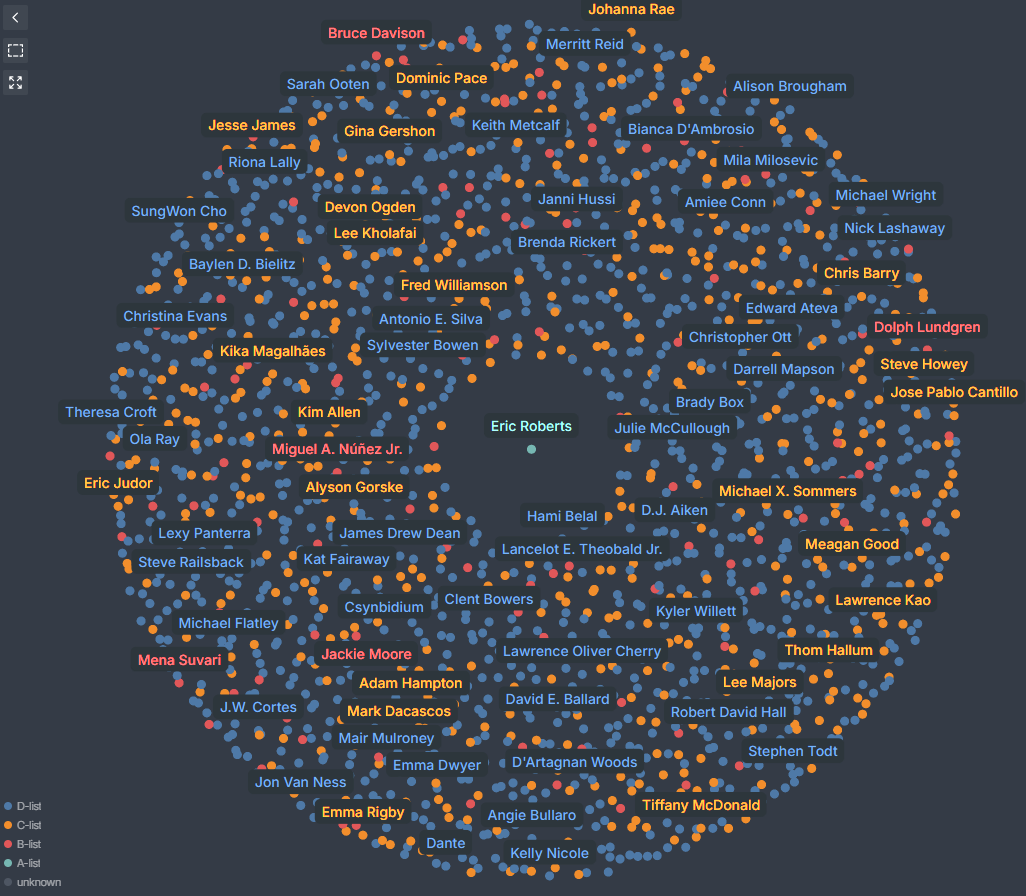 Johanna Rae
Bruce Davison
Merritt Reid
Dominic Pace
Sarah Ooten
Alison Brougham
Jesse James
Gina Gershon
Keith Metcalf
Bianca D'Ambrosio
Riona Lally
Mila Milosevic
Michael Wright
Janni Hussi
Amiee Conn
SungWon Cho
Devon Ogden
Nick Lashaway
Lee Kholafai
Brenda Rickert
Baylen D. Bielitz
Chris Barry
Fred Williamson
Edward Ateva
Christina Evans
Antonio E. Silva
Dolph Lundgren
Christopher Ott
Sylvester Bowen
Kika Magalhães
Steve Howey
Darrell Mapson
Jose Pablo Cantillo
Brady Box
Theresa Croft
Kim Allen
Eric Roberts
Julie McCullough
Ola Ray
Miguel A. Núñez Jr.
Eric Judor
Alyson Gorske
Michael X. Sommers
D.J. Aiken
Hami Belal
Lexy Panterra
James Drew Dean
Meagan Good
Lancelot E. Theobald Jr.
Kat Fairaway
Steve Railsback
Clent Bowers
Lawrence Kao
Csynbidium
Kyler Willett
Michael Flatley
Lawrence Oliver Cherry
Thom Hallum
Jackie Moore
Mena Suvari
Adam Hampton
Lee Majors
David E. Ballard
J.W. Cortes
Mark Dacascos
Robert David Hall
Mair Mulroney
Stephen Todt
Emma Dwyer
D'Artagnan Woods
Jon Van Ness
Tiffany McDonald
Emma Rigby
Angie Bullaro
Dante
Kelly Nicole
D-list
C-list
B-list
A-list
unknown